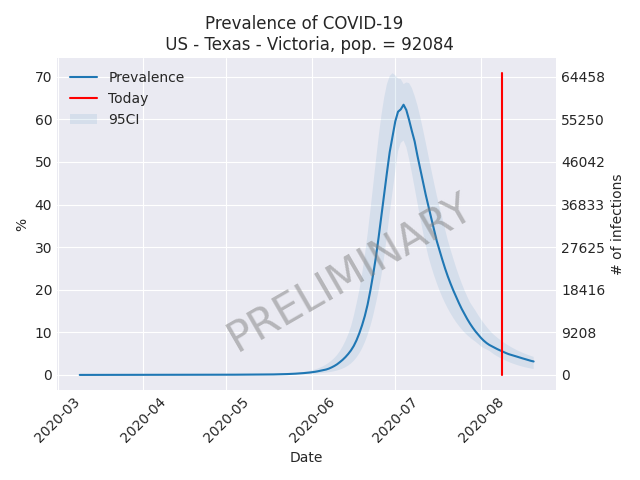 Prevalence of COVID-19
US - Texas - Victoria, pop. = 92084
Prevalence
Today
95CI
70
60
50
40
30
20
10
0
%
64458
55250
46042
36833
27625
18416
9208
0
# of infections
PRELIMINARY
2020-03
2020-04
2020-05
2020-06
2020-07
2020-08
Date